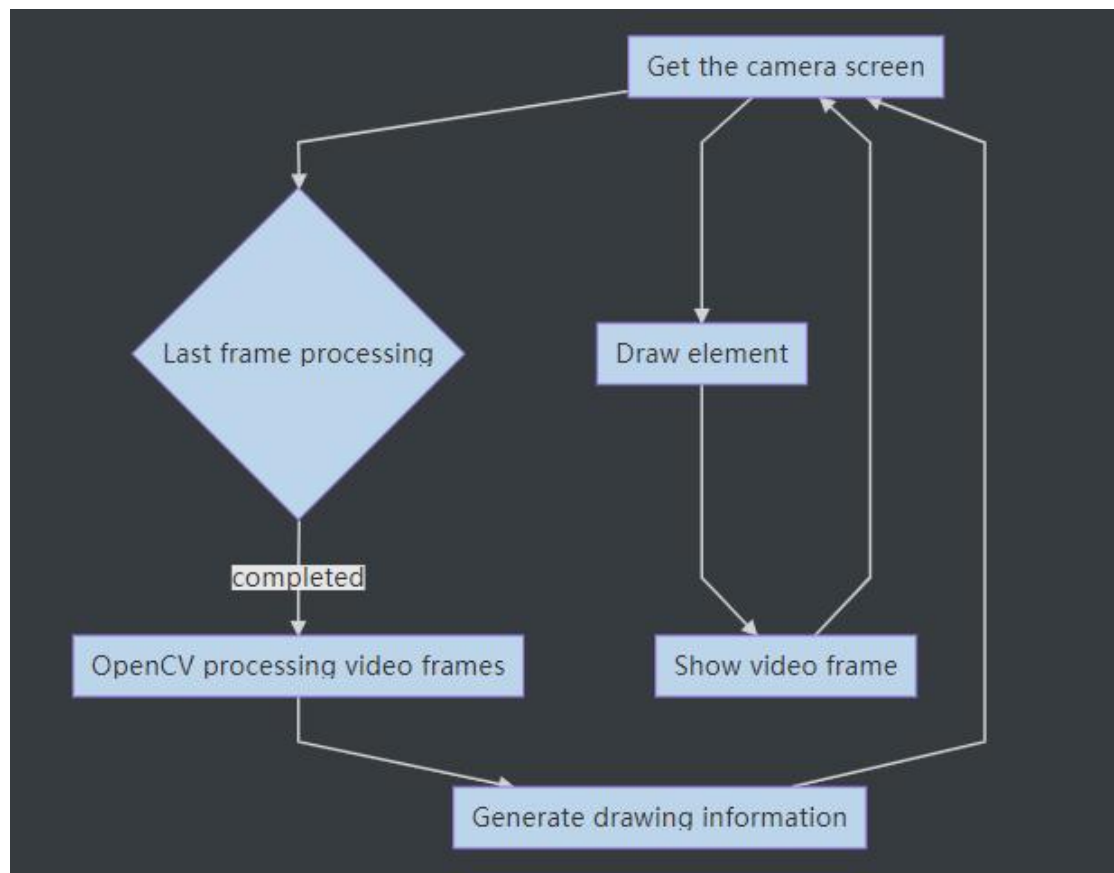 Get the camera screen
Last frame processing
Draw element
completed
OpenCV processing video frames
Show video frame
Generate drawing information